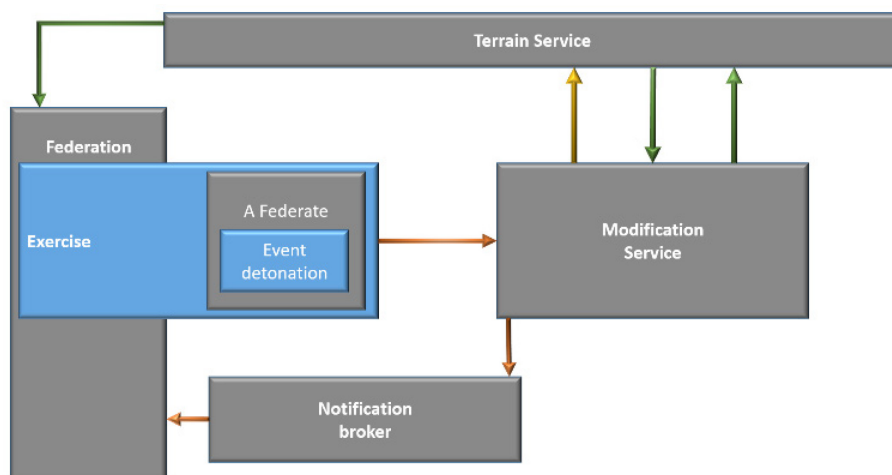 Terrain Service
Federation
A Federate
Exercise
Event
detonation
Modification
Service
Notification
broker